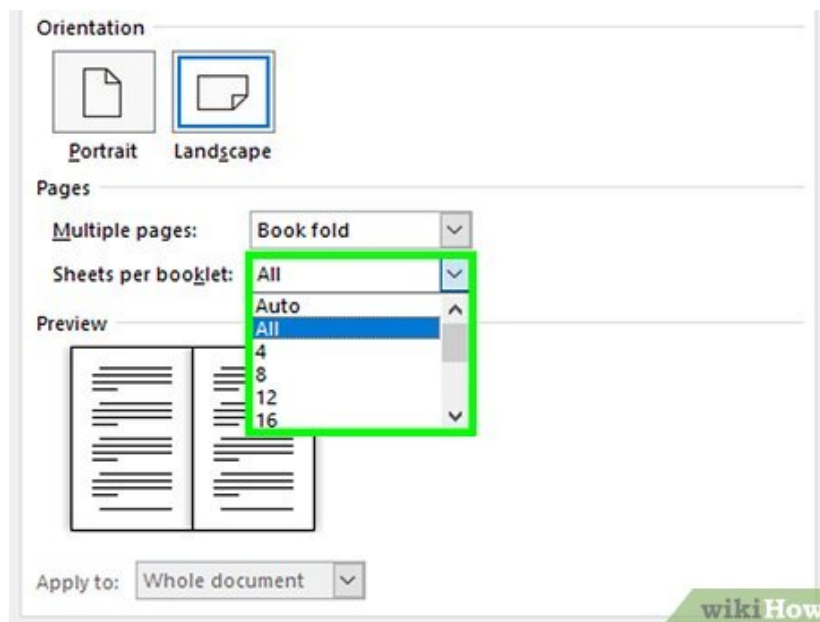 Orientation
Portrait Landscape
Pages
Multiple pages: Book fold
Sheets per booklet: All
Auto
Preview
All
4
8
12
16
Apply to: Whole document
wikiHow